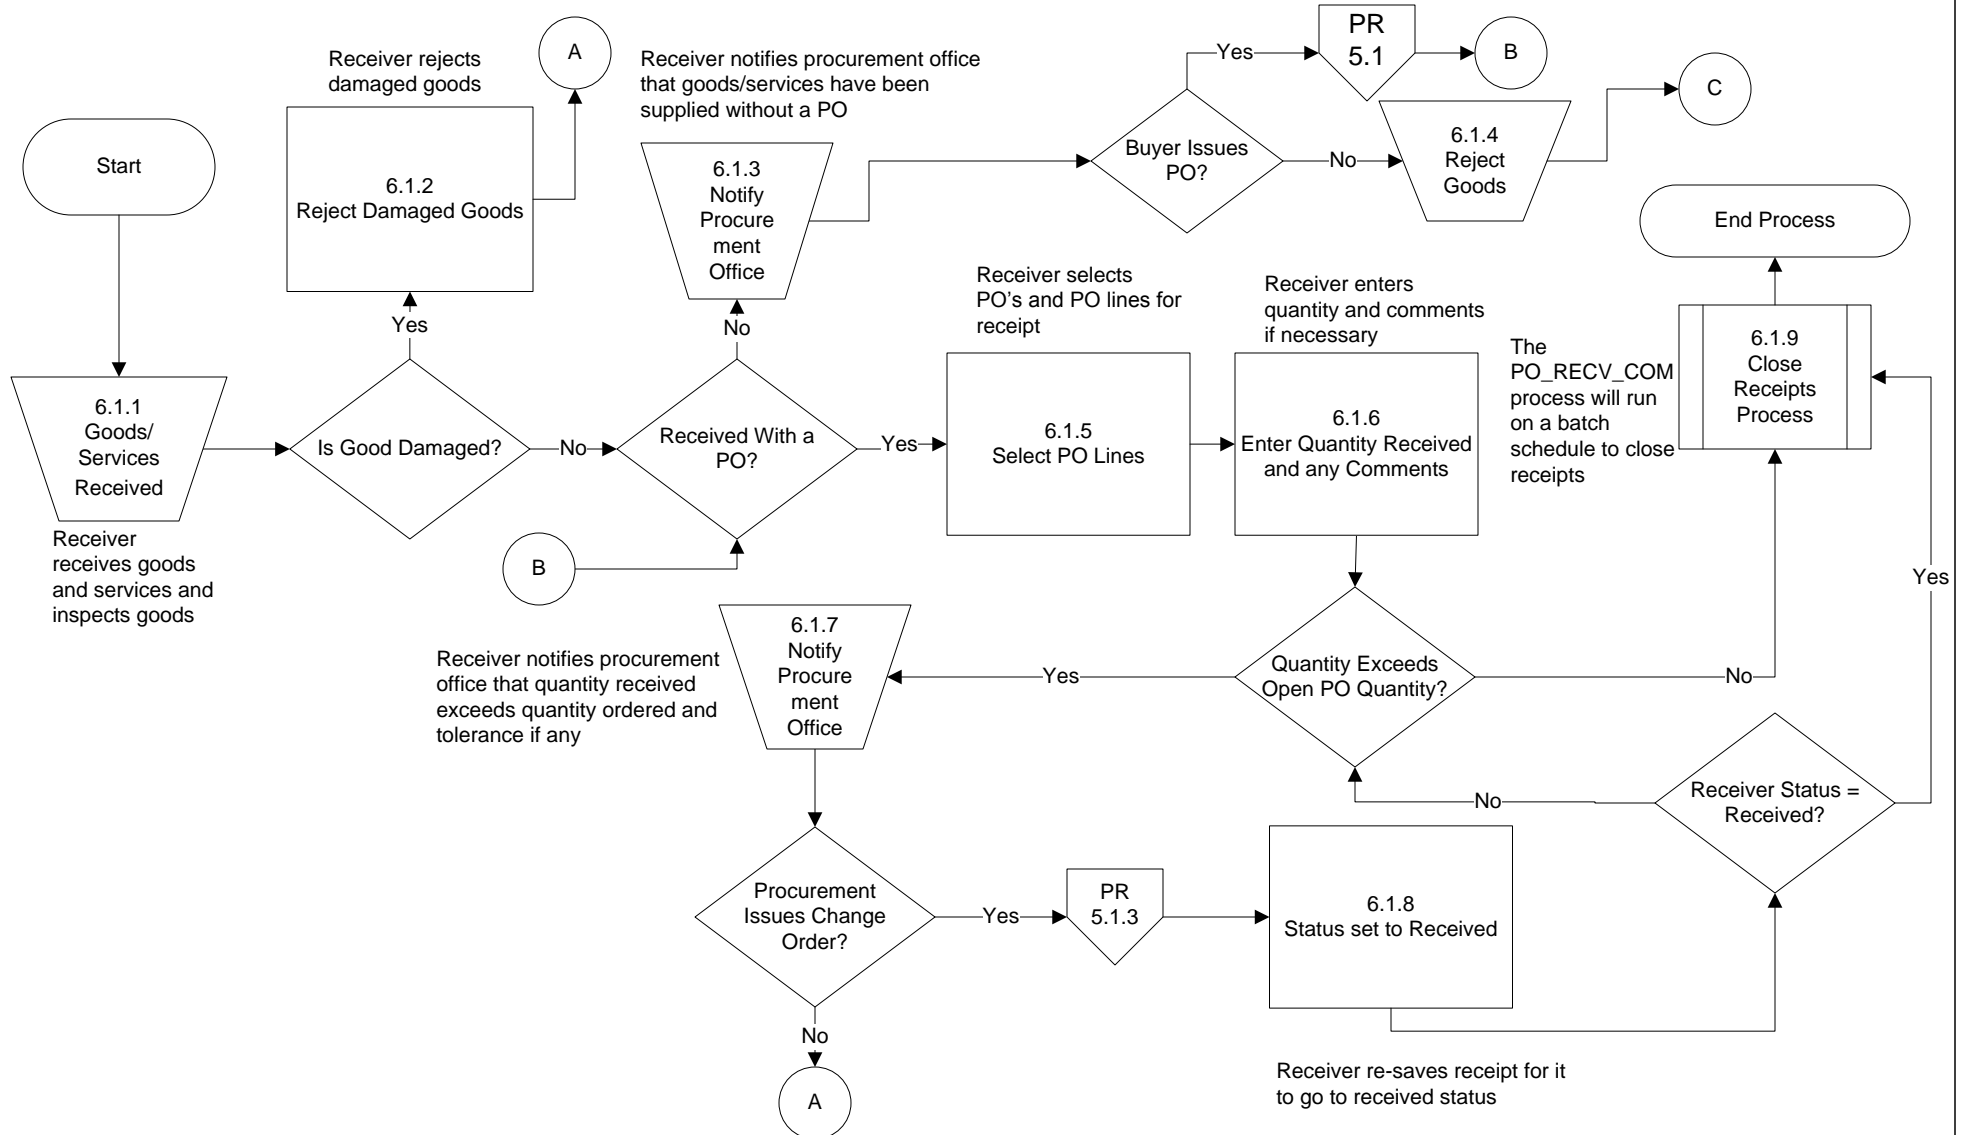 Receiver rejects
damaged goods
A
Receiver notifies procurement office
that goods/services have been
supplied without a PO
Yes
PR
5.1
B
C
Start
6.1.2
Reject Damaged Goods
6.1.3
Notify
Procure
ment
Office
Buyer Issues
PO?
No
6.1.4
Reject
Goods
End Process
Receiver selects
PO's and PO lines for
receipt
Receiver enters
quantity and comments
if necessary
Yes
No
The
PO_RECV_COM
process will run
on a batch
schedule to close
receipts
6.1.9
Close
Receipts
Process
6.1.1
Goods/
Services
Received
Is Good Damaged?
No
Received With a
PO?
Yes
6.1.5
Select PO Lines
6.1.6
Enter Quantity Received
and any Comments
Receiver
receives goods
and services and
inspects goods
B
Yes
6.1.7
Notify
Procure
ment
Office
Receiver notifies procurement
office that quantity received
exceeds quantity ordered and
tolerance if any
Yes
Quantity Exceeds
Open PO Quantity?
No
No
Receiver Status =
Received?
Procurement
Issues Change
Order?
Yes
PR
5.1.3
6.1.8
Status set to Received
No
A
Receiver re-saves receipt for it
to go to received status